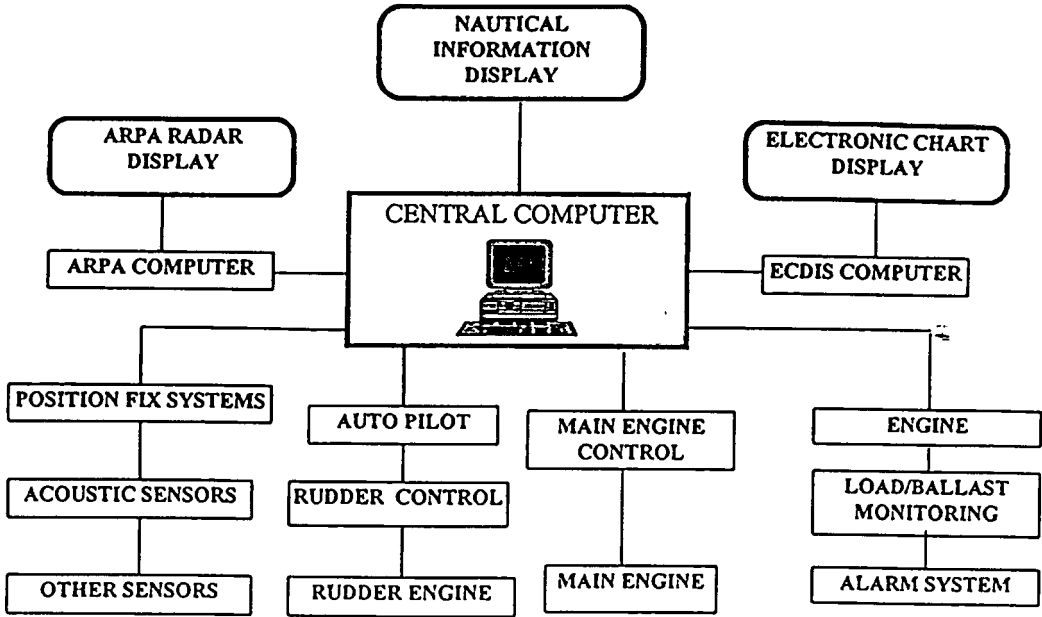 NAUTICAL
INFORMATION
DISPLAY
ARPA RADAR
DISPLAY
ELECTRONIC CHART
DISPLAY
CENTRAL COMPUTER
ARPA COMPUTER
ECDIS COMPUTER
POSITION FIX SYSTEMS
AUTO PILOT
MAIN ENGINE
CONTROL
ENGINE
ACOUSTIC SENSORS
RUDDER CONTROL
LOAD/BALLAST
MONITORING
OTHER SENSORS
RUDDER ENGINE
MAIN ENGINE
ALARM SYSTEM